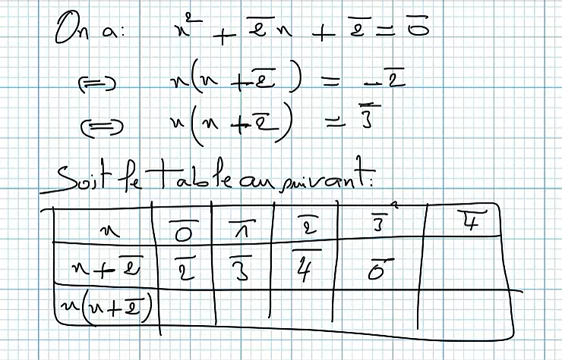 On a: x² + 2̅x + 2̅ = 0̅
⟺ x(x + 2̅) = -2̅
⟺ x(x + 2̅) = 3̅
Soit le tableau suivant:
x 0̅ 1̅ 2̅ 3̅ 4̅
x + 2̅ 2̅ 3̅ 4̅ 0̅
x(x + 2̅)